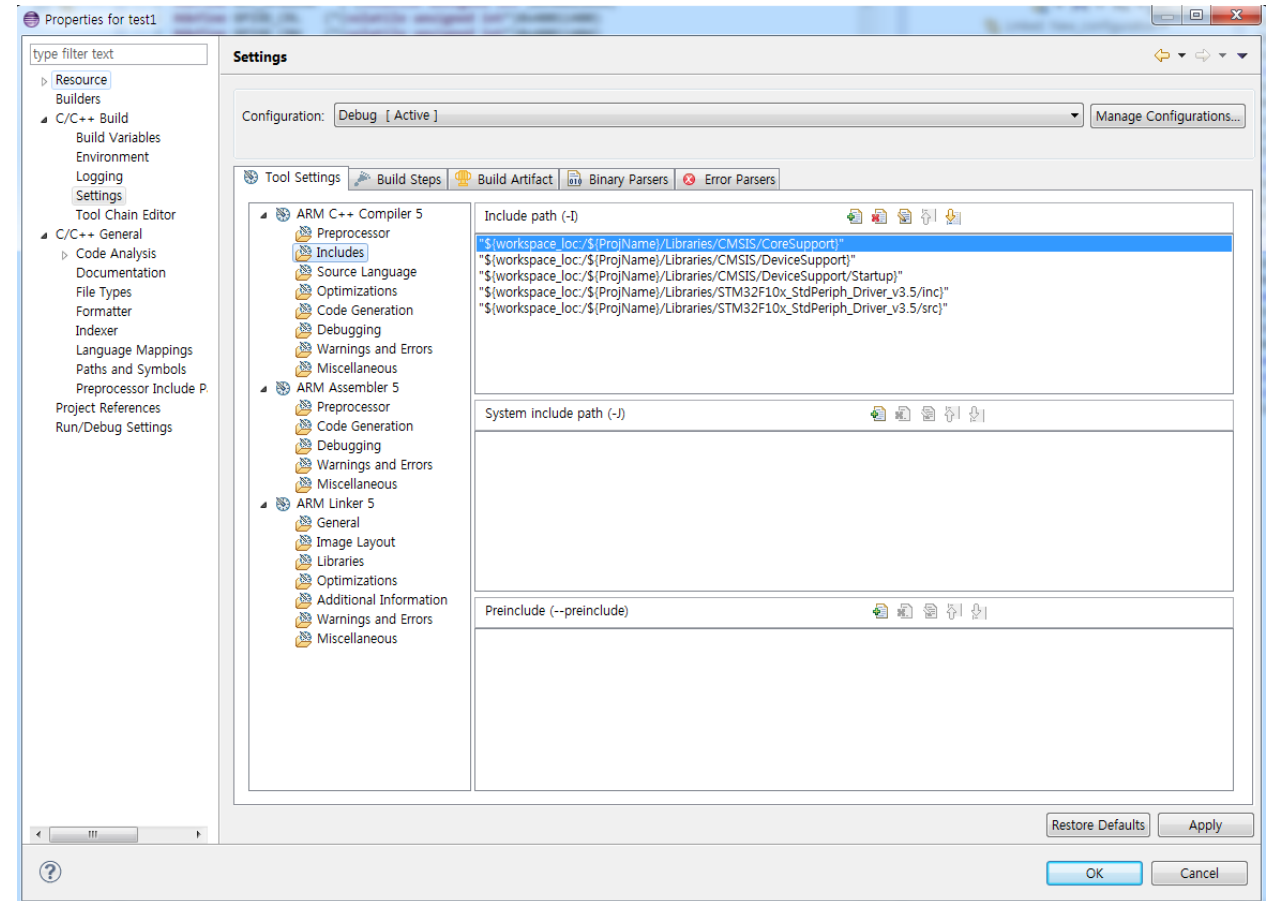 Properties for test1
type filter text
Resource
Builders
C/C++ Build
Build Variables
Environment
Logging
Settings
Tool Chain Editor
C/C++ General
Code Analysis
Documentation
File Types
Formatter
Indexer
Language Mappings
Paths and Symbols
Preprocessor Include P
Project References
Run/Debug Settings
Settings
Configuration: Debug [ Active ]
Manage Configurations...
Tool Settings Build Steps Build Artifact Binary Parsers Error Parsers
ARM C++ Compiler 5
Preprocessor
Includes
Source Language
Optimizations
Code Generation
Debugging
Warnings and Errors
Miscellaneous
ARM Assembler 5
Preprocessor
Code Generation
Debugging
Warnings and Errors
Miscellaneous
ARM Linker 5
General
Image Layout
Libraries
Optimizations
Additional Information
Warnings and Errors
Miscellaneous
Include path (-I)
"${workspace_loc:/${ProjName}/Libraries/CMSIS/CoreSupport}"
"${workspace_loc:/${ProjName}/Libraries/CMSIS/DeviceSupport}"
"${workspace_loc:/${ProjName}/Libraries/CMSIS/DeviceSupport/Startup}"
"${workspace_loc:/${ProjName}/Libraries/STM32F10x_StdPeriph_Driver_v3.5/inc}"
"${workspace_loc:/${ProjName}/Libraries/STM32F10x_StdPeriph_Driver_v3.5/src}"
System include path (-J)
Preinclude (--preinclude)
Restore Defaults Apply
OK Cancel